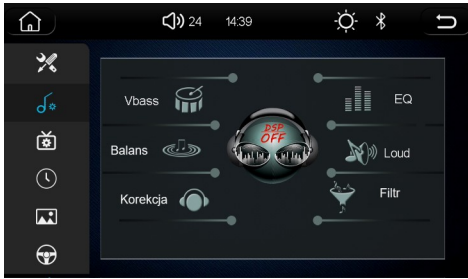 24 14:39
Vbass
EQ
DSP
OFF
Balans
Loud
Korekcja
Filtr